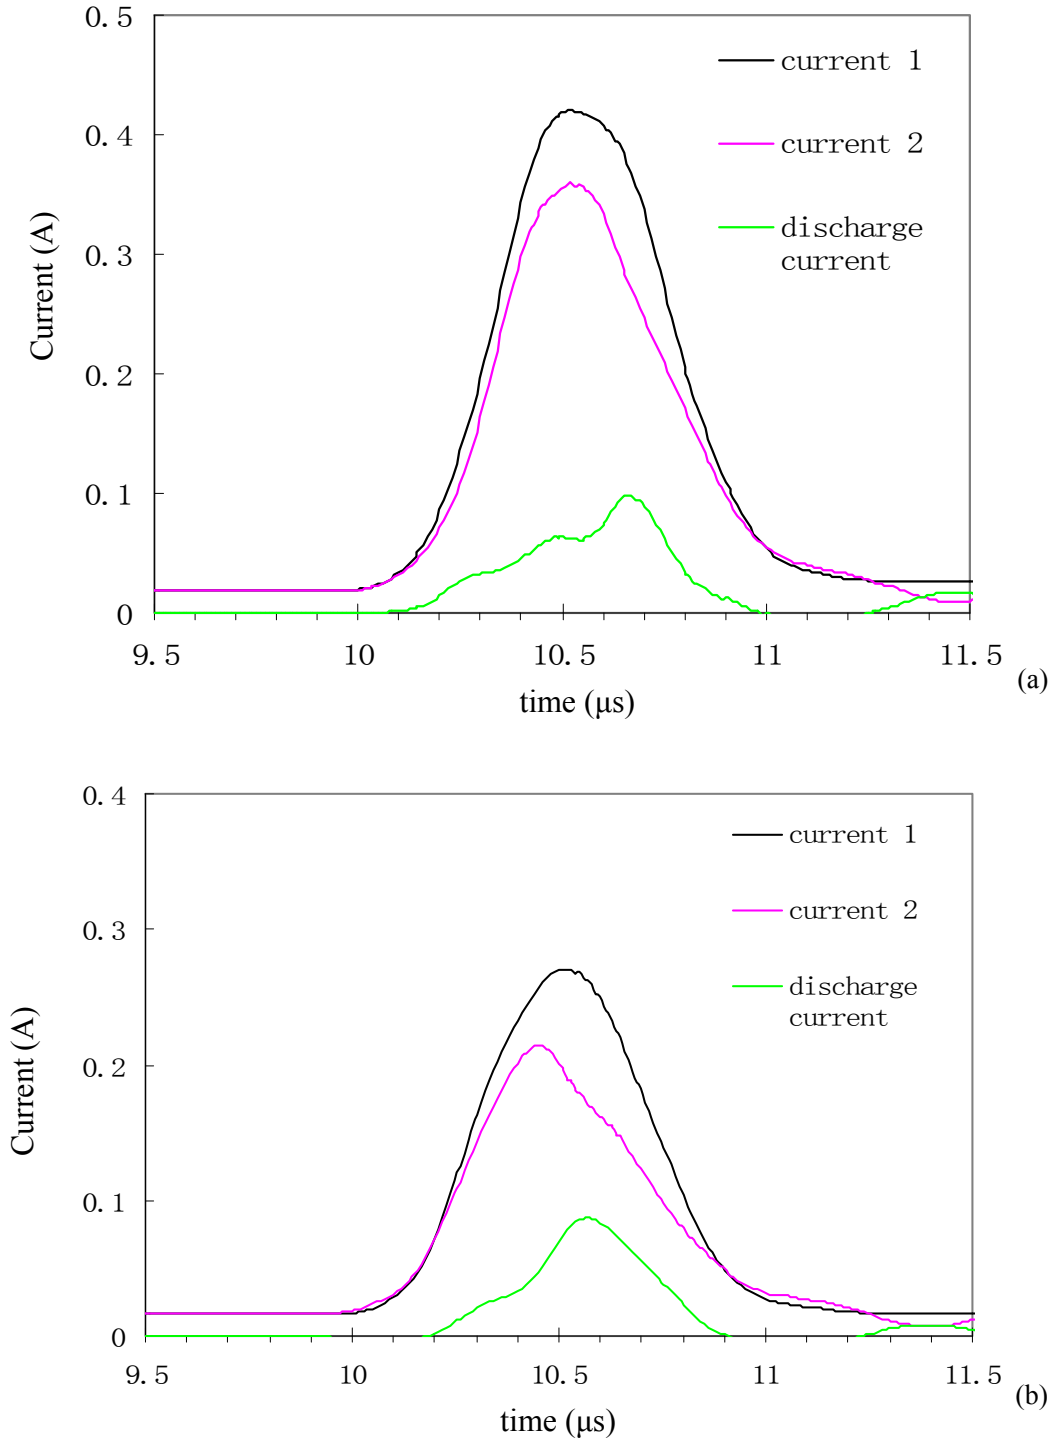 0.5
current 1
0.4
current 2
discharge
current
0.3
Current (A)
0.2
0.1
0
9.5 10 10.5 11 11.5
(a)
time (μs)
0.4
current 1
0.3
current 2
discharge
current
Current (A)
0.2
0.1
0
9.5 10 10.5 11 11.5
(b)
time (μs)